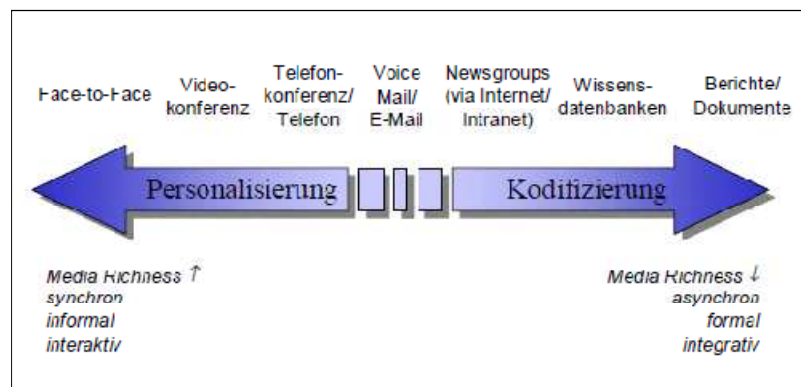 Face-to-Face
Video-
konferenz
Telefon-
konferenz/
Telefon
Voice
Mail/
E-Mail
Newsgroups
(via Internet/
Intranet)
Wissens-
datenbanken
Berichte/
Dokumente
Personalisierung
Kodifizierung
Media Richness ↑
synchron
informal
interaktiv
Media Richness ↓
asynchron
formal
integrativ